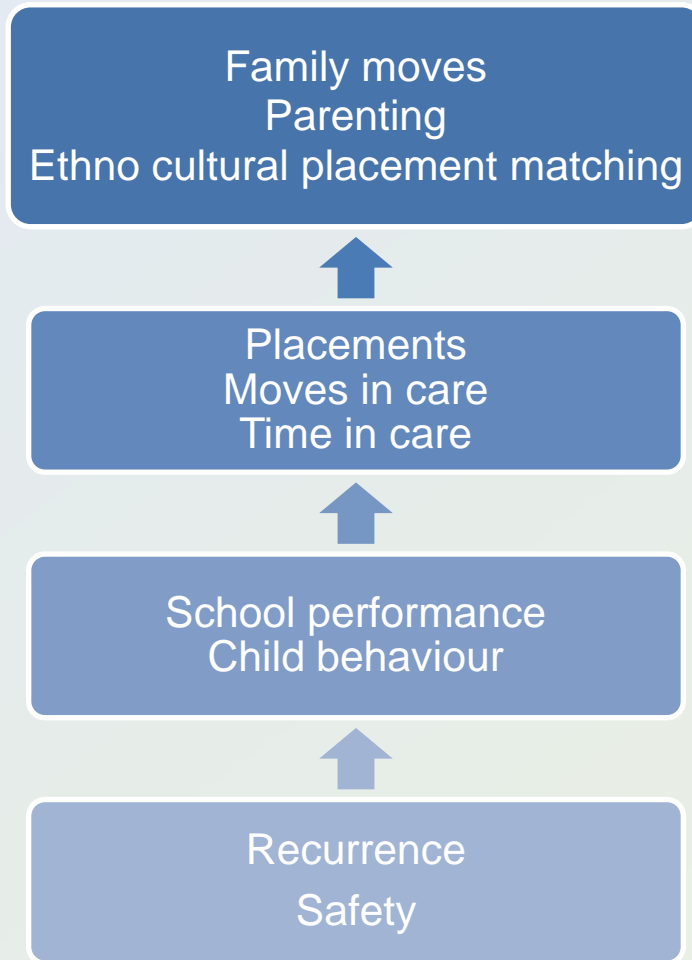 Family moves
Parenting
Ethno cultural placement matching
Placements
Moves in care
Time in care
School performance
Child behaviour
Recurrence
Safety